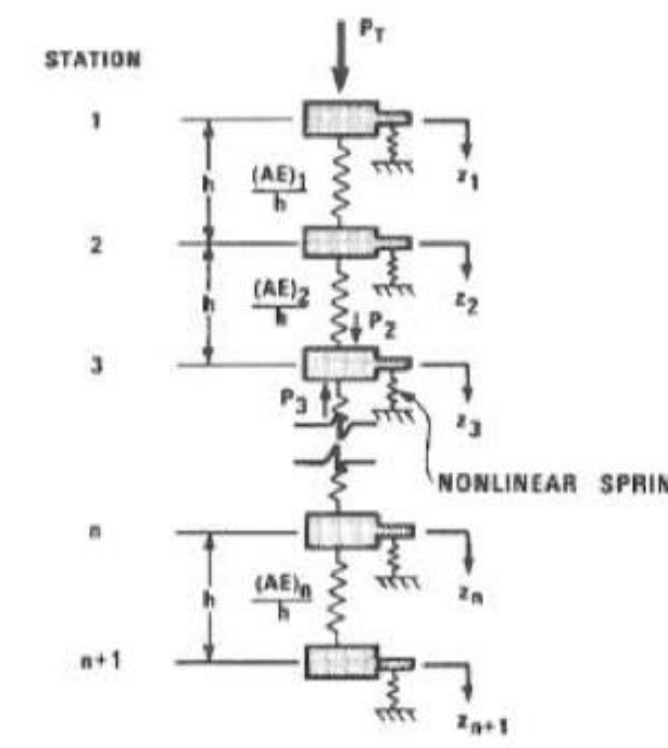 P_T
STATION
1
z_1
h
(AE)_1
h
2
z_2
h
(AE)_2
h
P_2
3
P_3
z_3
NONLINEAR SPRIN
n
z_n
h
(AE)_n
h
n+1
z_n+1